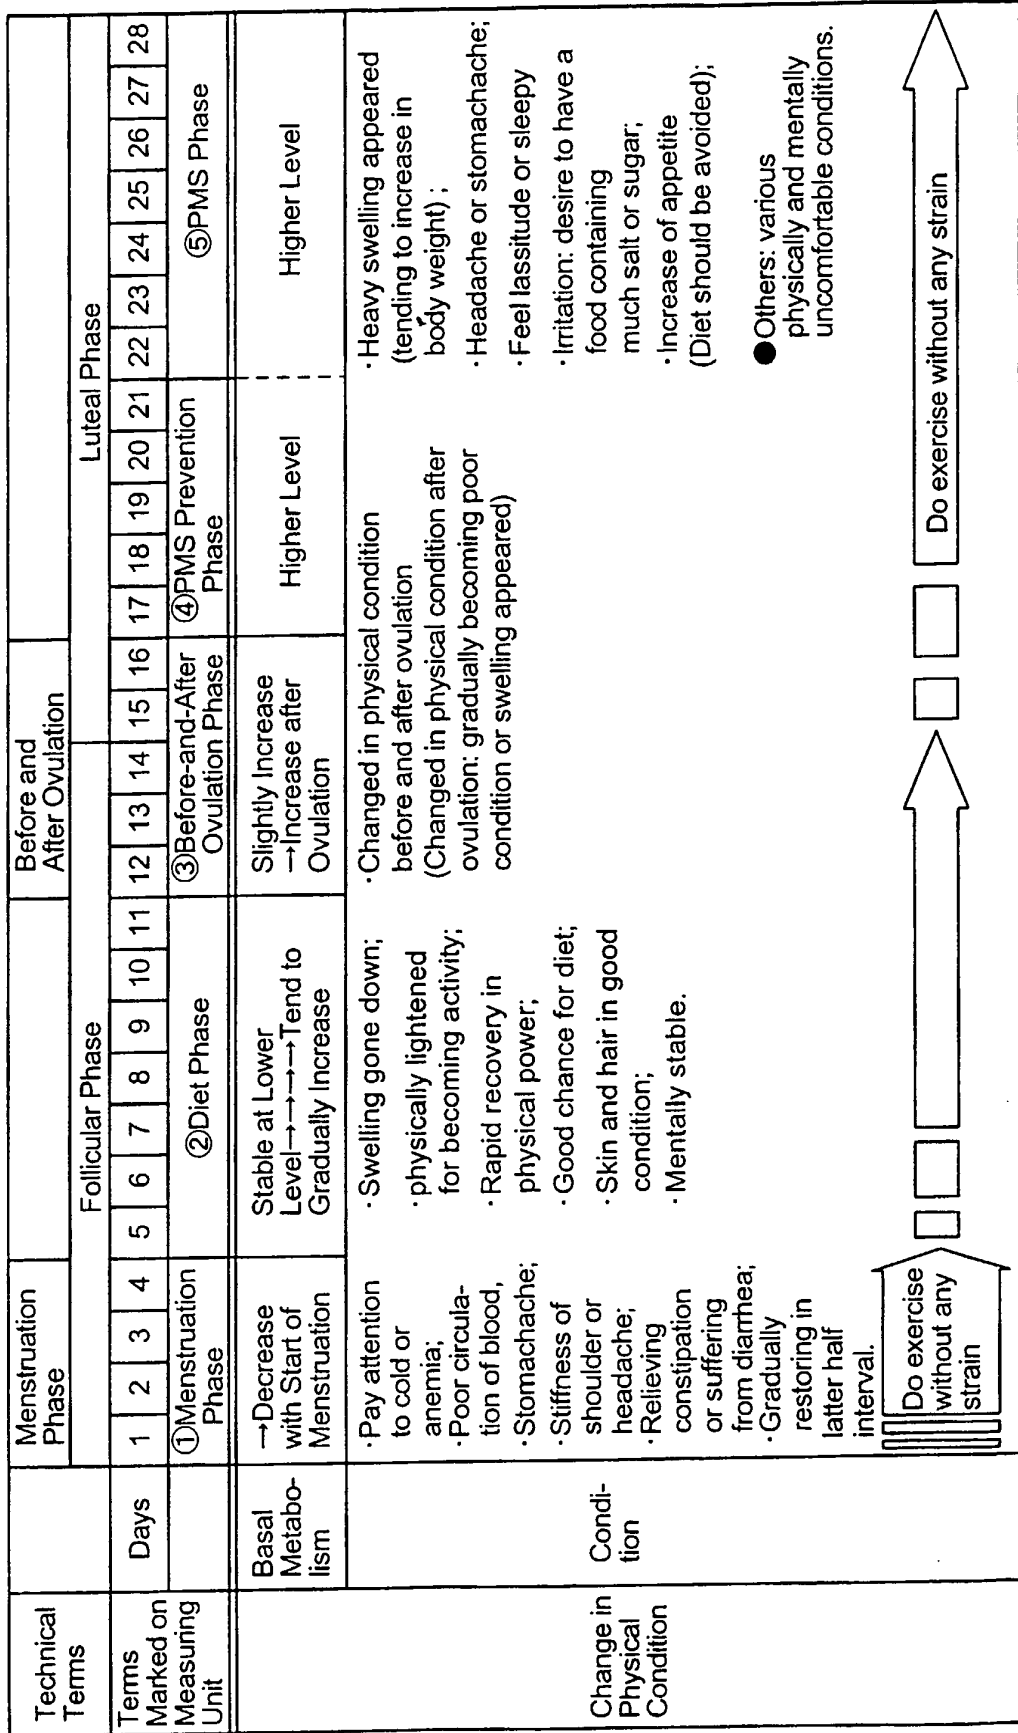 Technical
Terms
Menstruation
Phase
Before and
After Ovulation
Follicular Phase
Luteal Phase
Terms
Marked on
Measuring
Unit
Days
1 2 3 4 5 6 7 8 9 10 11 12 13 14 15 16 17 18 19 20 21 22 23 24 25 26 27 28
①Menstruation
Phase
②Diet Phase
③Before-and-After
Ovulation Phase
④PMS Prevention
Phase
⑤PMS Phase
Change in
Physical
Condition
Basal
Metabo-
lism
→Decrease
with Start of
Menstruation
Stable at Lower
Level→→→→Tend to
Gradually Increase
Slightly Increase
→Increase after
Ovulation
Higher Level
Higher Level
Condi-
tion
·Pay attention
to cold or
anemia;
·Poor circula-
tion of blood,
·Stomachache;
·Stiffness of
shoulder or
headache;
·Relieving
constipation
or suffering
from diarrhea;
·Gradually
restoring in
latter half
interval.
·Swelling gone down;
·physically lightened
for becoming activity;
·Rapid recovery in
physical power;
·Good chance for diet;
·Skin and hair in good
condition;
·Mentally stable.
·Changed in physical condition
before and after ovulation
(Changed in physical condition after
ovulation: gradually becoming poor
condition or swelling appeared)
·Heavy swelling appeared
(tending to increase in
body weight) ;
·Headache or stomachache;
·Feel lassitude or sleepy
·Irritation: desire to have a
food containing
much salt or sugar;
·Increase of appetite
(Diet should be avoided);
●Others: various
physically and mentally
uncomfortable conditions.
Do exercise
without any
strain
Do exercise without any strain